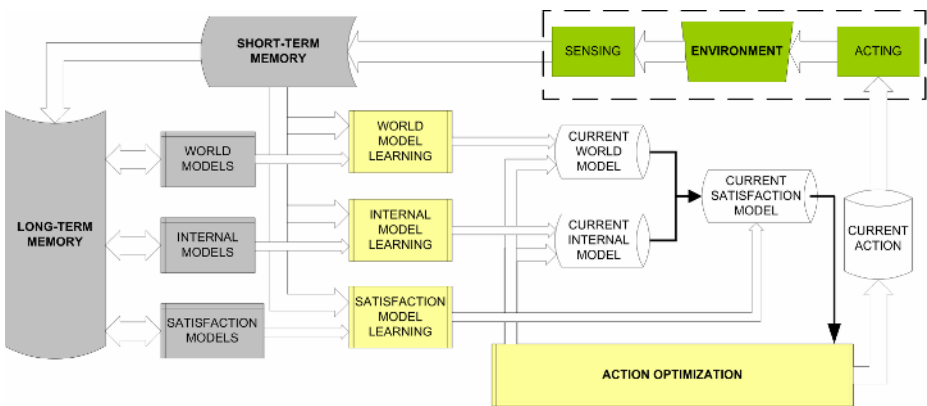 SHORT-TERM
MEMORY
SENSING
ENVIRONMENT
ACTING
WORLD
MODELS
WORLD
MODEL
LEARNING
CURRENT
WORLD
MODEL
CURRENT
SATISFACTION
MODEL
LONG-TERM
MEMORY
INTERNAL
MODELS
INTERNAL
MODEL
LEARNING
CURRENT
INTERNAL
MODEL
CURRENT
ACTION
SATISFACTION
MODELS
SATISFACTION
MODEL
LEARNING
ACTION OPTIMIZATION